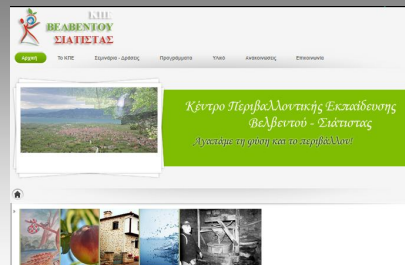 ΚΠΕ
ΒΕΛΒΕΝΤΟΥ
ΣΙΑΤΙΣΤΑΣ
Αρχική Το ΚΠΕ Σεμινάρια - Δράσεις Προγράμματα Υλικό Ανακοινώσεις Επικοινωνία
Κέντρο Περιβαλλοντικής Εκπαίδευσης
Βελβεντού - Σιάτιστας
Αγαπάμε τη φύση και το περιβάλλον!